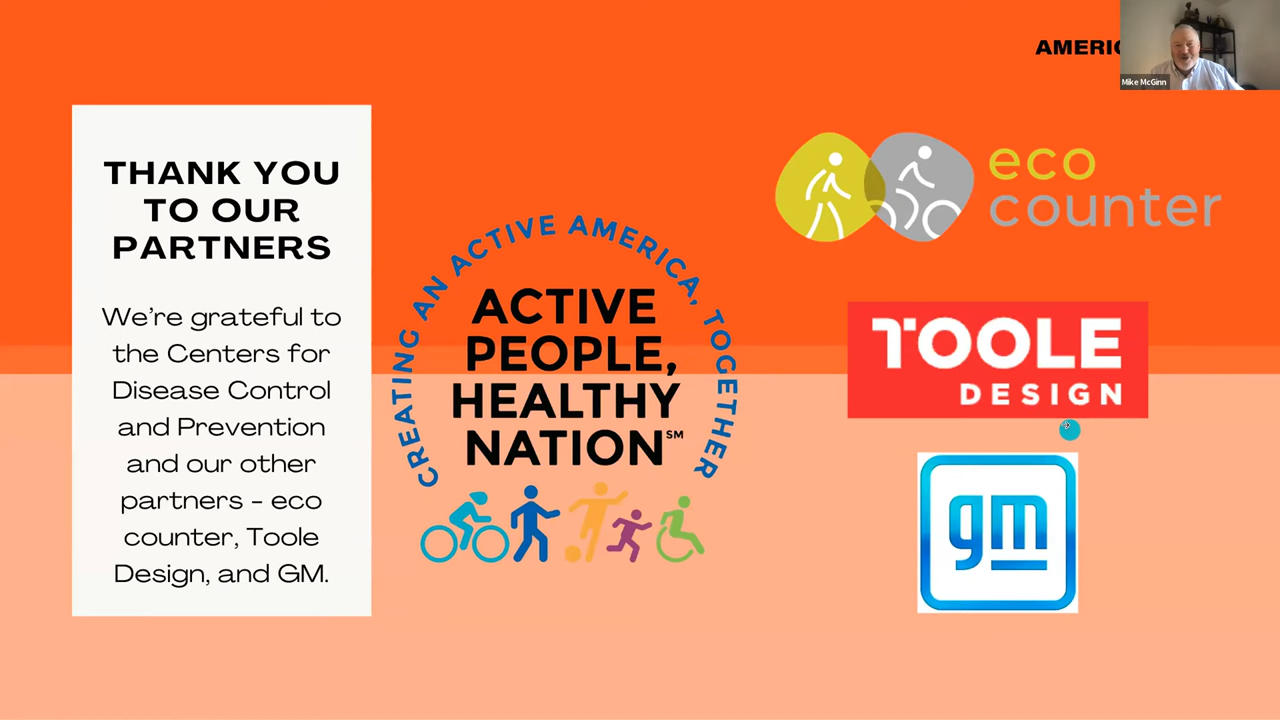 AMERIC
Mike McGinn
THANK YOU
TO OUR
PARTNERS
We're grateful to
the Centers for
Disease Control
and Prevention
and our other
partners - eco
counter, Toole
Design, and GM.
CREATING AN ACTIVE AMERICA, TOGETHER
ACTIVE
PEOPLE,
HEALTHY
NATION℠
eco
counter
TOOLE
DESIGN
gm